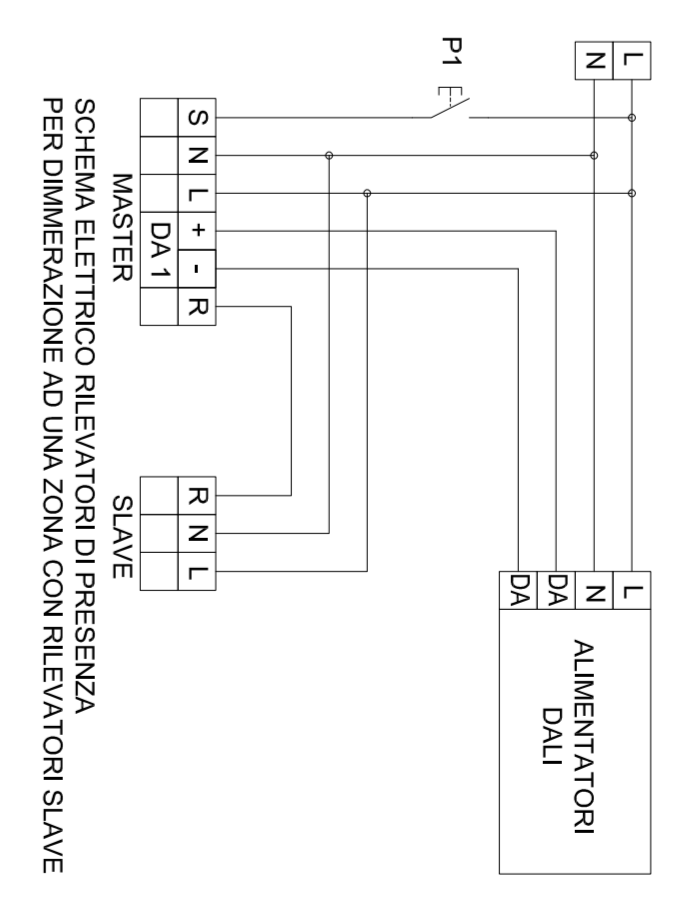 L
N
L
N
DA
DA
ALIMENTATORI
DALI
P1
S N L + - R
DA 1
MASTER
R N L
SLAVE
SCHEMA ELETTRICO RILEVATORI DI PRESENZA
PER DIMMERAZIONE AD UNA ZONA CON RILEVATORI SLAVE